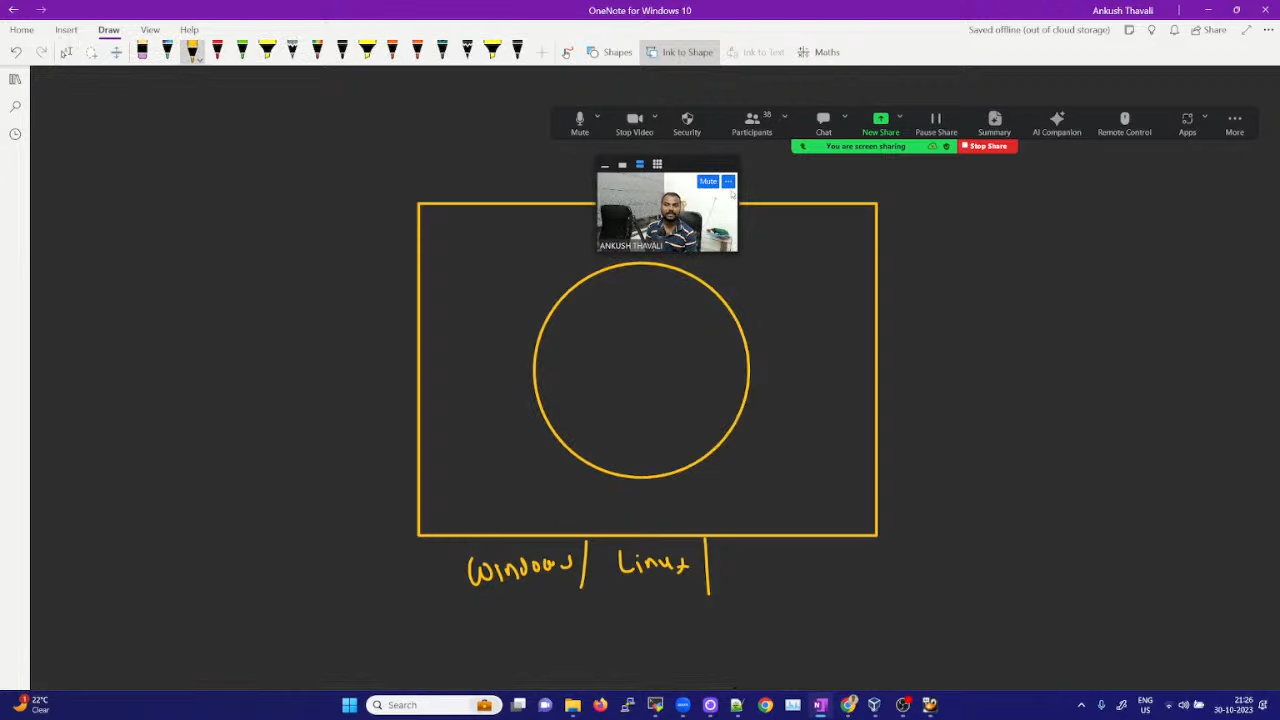 OneNote for Windows 10
Ankush Thavali
Home Insert Draw View Help
Saved offline (out of cloud storage)
Share
Shapes Ink to Shape Ink to Text Maths
38
Mute Stop Video Security Participants Chat New Share Pause Share Summary AI Companion Remote Control Apps More
You are screen sharing Stop Share
Mute
ANKUSH THAVALI
Windows / Linux |
1
22°C
Clear
Search
ENG
US
21:26
30-10-2023